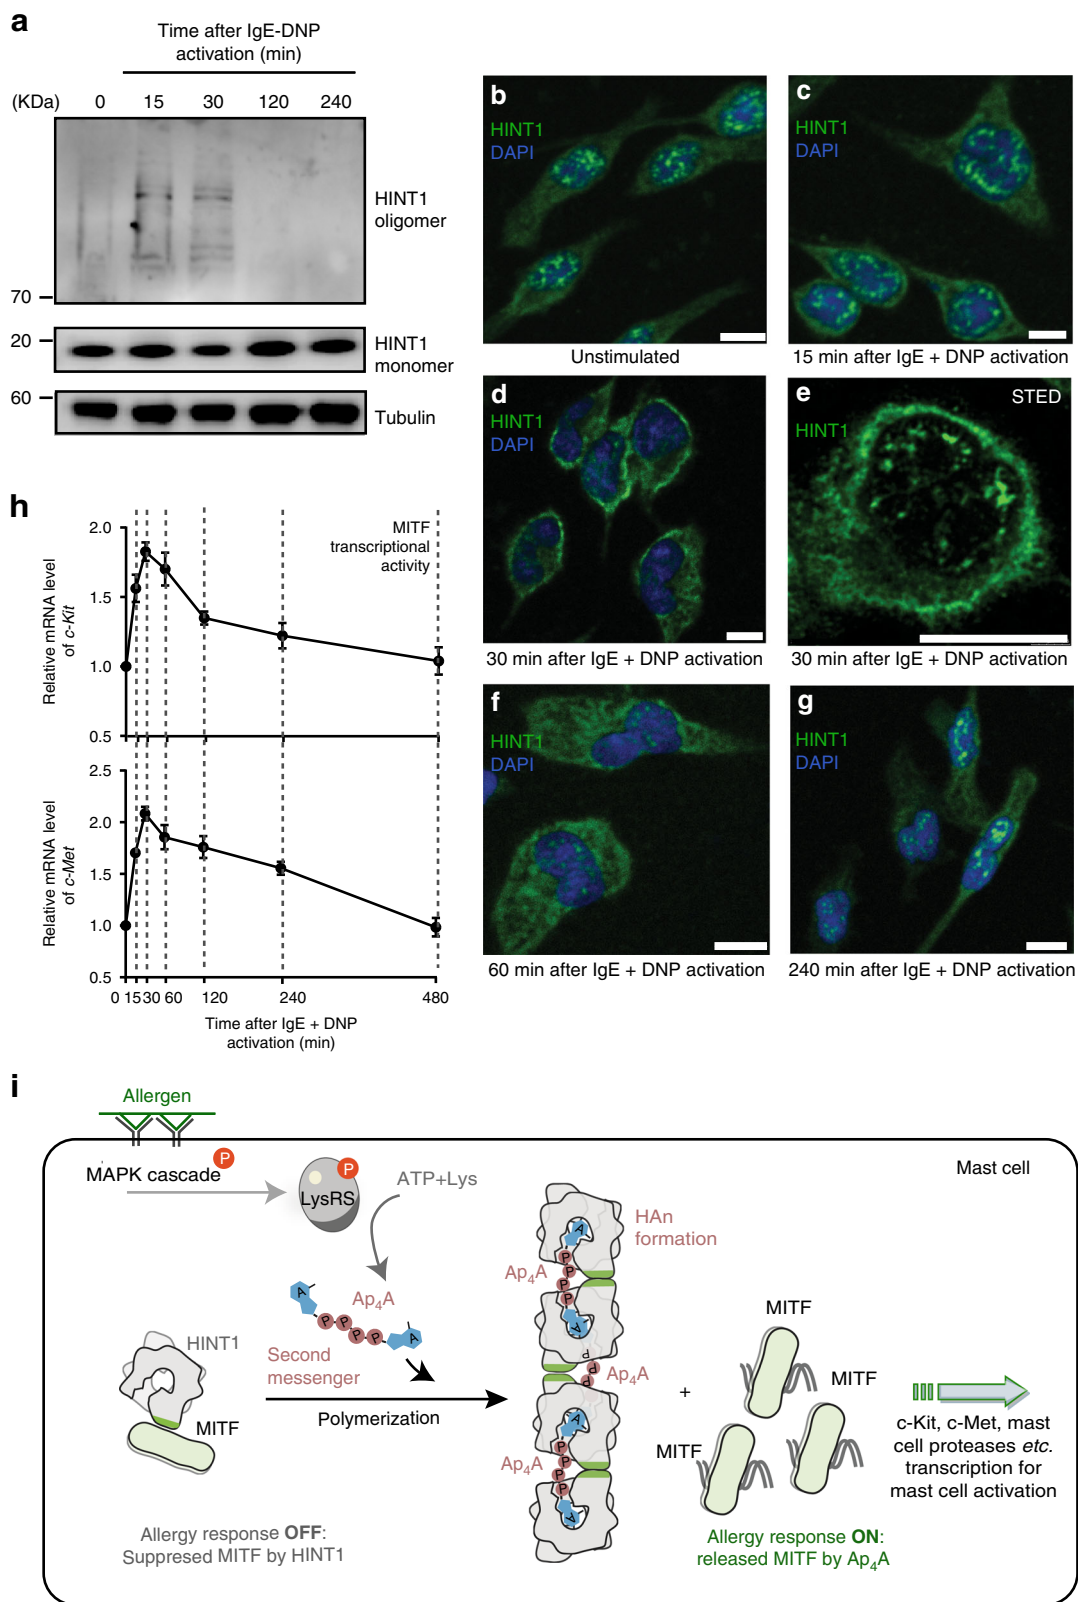 a
Time after IgE-DNP
activation (min)
(KDa) 0 15 30 120 240
HINT1
oligomer
70
20
HINT1
monomer
60
Tubulin
b
HINT1
DAPI
Unstimulated
c
HINT1
DAPI
15 min after IgE + DNP activation
d
HINT1
DAPI
30 min after IgE + DNP activation
e
STED
HINT1
30 min after IgE + DNP activation
f
HINT1
DAPI
60 min after IgE + DNP activation
g
HINT1
DAPI
240 min after IgE + DNP activation
h
MITF
transcriptional
activity
2.0
1.5
1.0
0.5
Relative mRNA level
of c-Kit
2.5
2.0
1.5
1.0
0.5
Relative mRNA level
of c-Met
0 15 30 60 120 240 480
Time after IgE + DNP
activation (min)
i
Allergen
MAPK cascade P
P
LysRS
ATP+Lys
Mast cell
Ap4A
A P P P P A
Second
messenger
HINT1
MITF
Polymerization
HAn
formation
A
P
P
P
P
A
Ap4A
P
P
P
Ap4A
A
P
P
P
P
A
Ap4A
+
MITF
MITF
MITF
c-Kit, c-Met, mast
cell proteases etc.
transcription for
mast cell activation
Allergy response OFF:
Suppresed MITF by HINT1
Allergy response ON:
released MITF by Ap4A